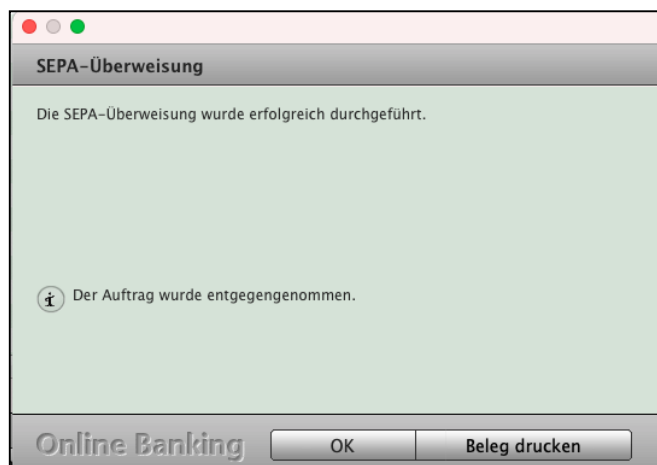 SEPA-Überweisung
Die SEPA-Überweisung wurde erfolgreich durchgeführt.
Der Auftrag wurde entgegengenommen.
Online Banking
OK
Beleg drucken